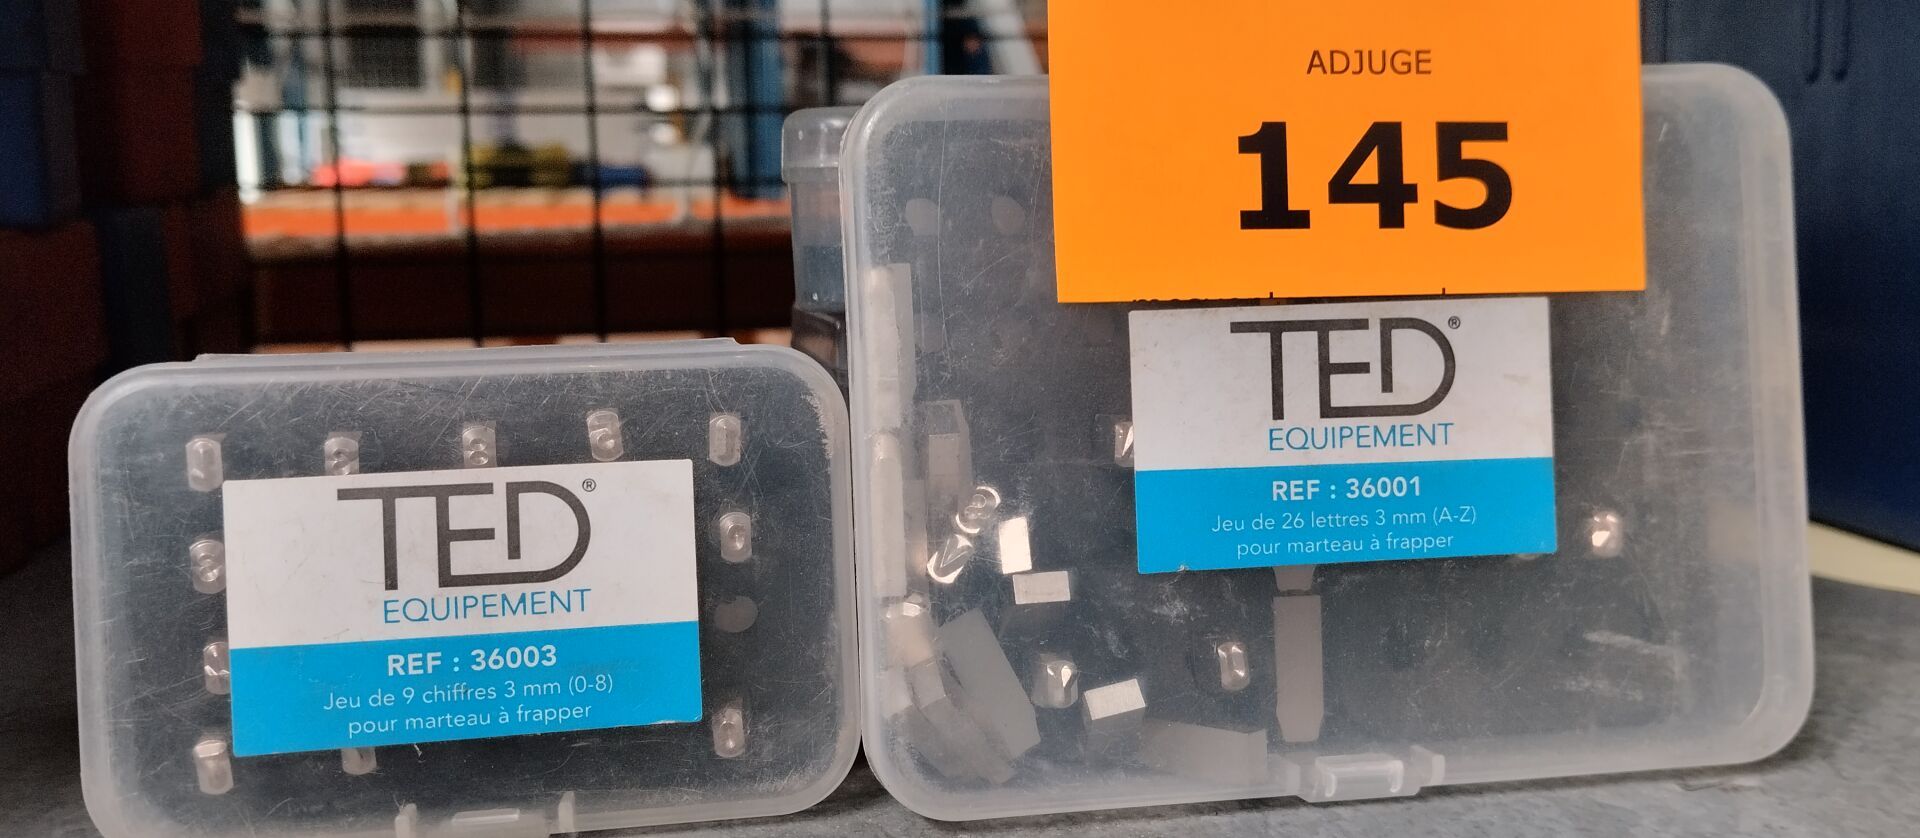 ADJUGE
145
TED®
EQUIPEMENT
REF : 36001
Jeu de 26 lettres 3 mm (A-Z)
pour marteau à frapper
TED®
EQUIPEMENT
REF : 36003
Jeu de 9 chiffres 3 mm (0-8)
pour marteau à frapper